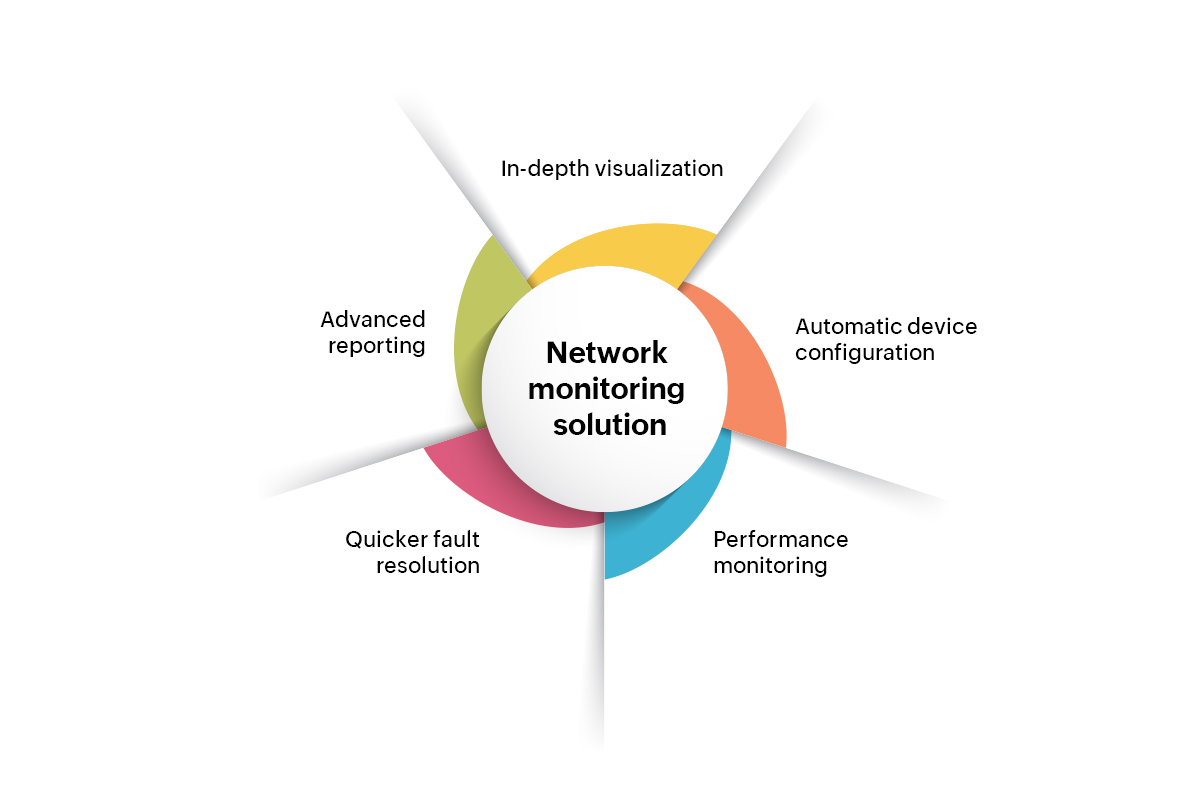 In-depth visualization
Advanced
reporting
Automatic device
configuration
Network
monitoring
solution
Quicker fault
resolution
Performance
monitoring